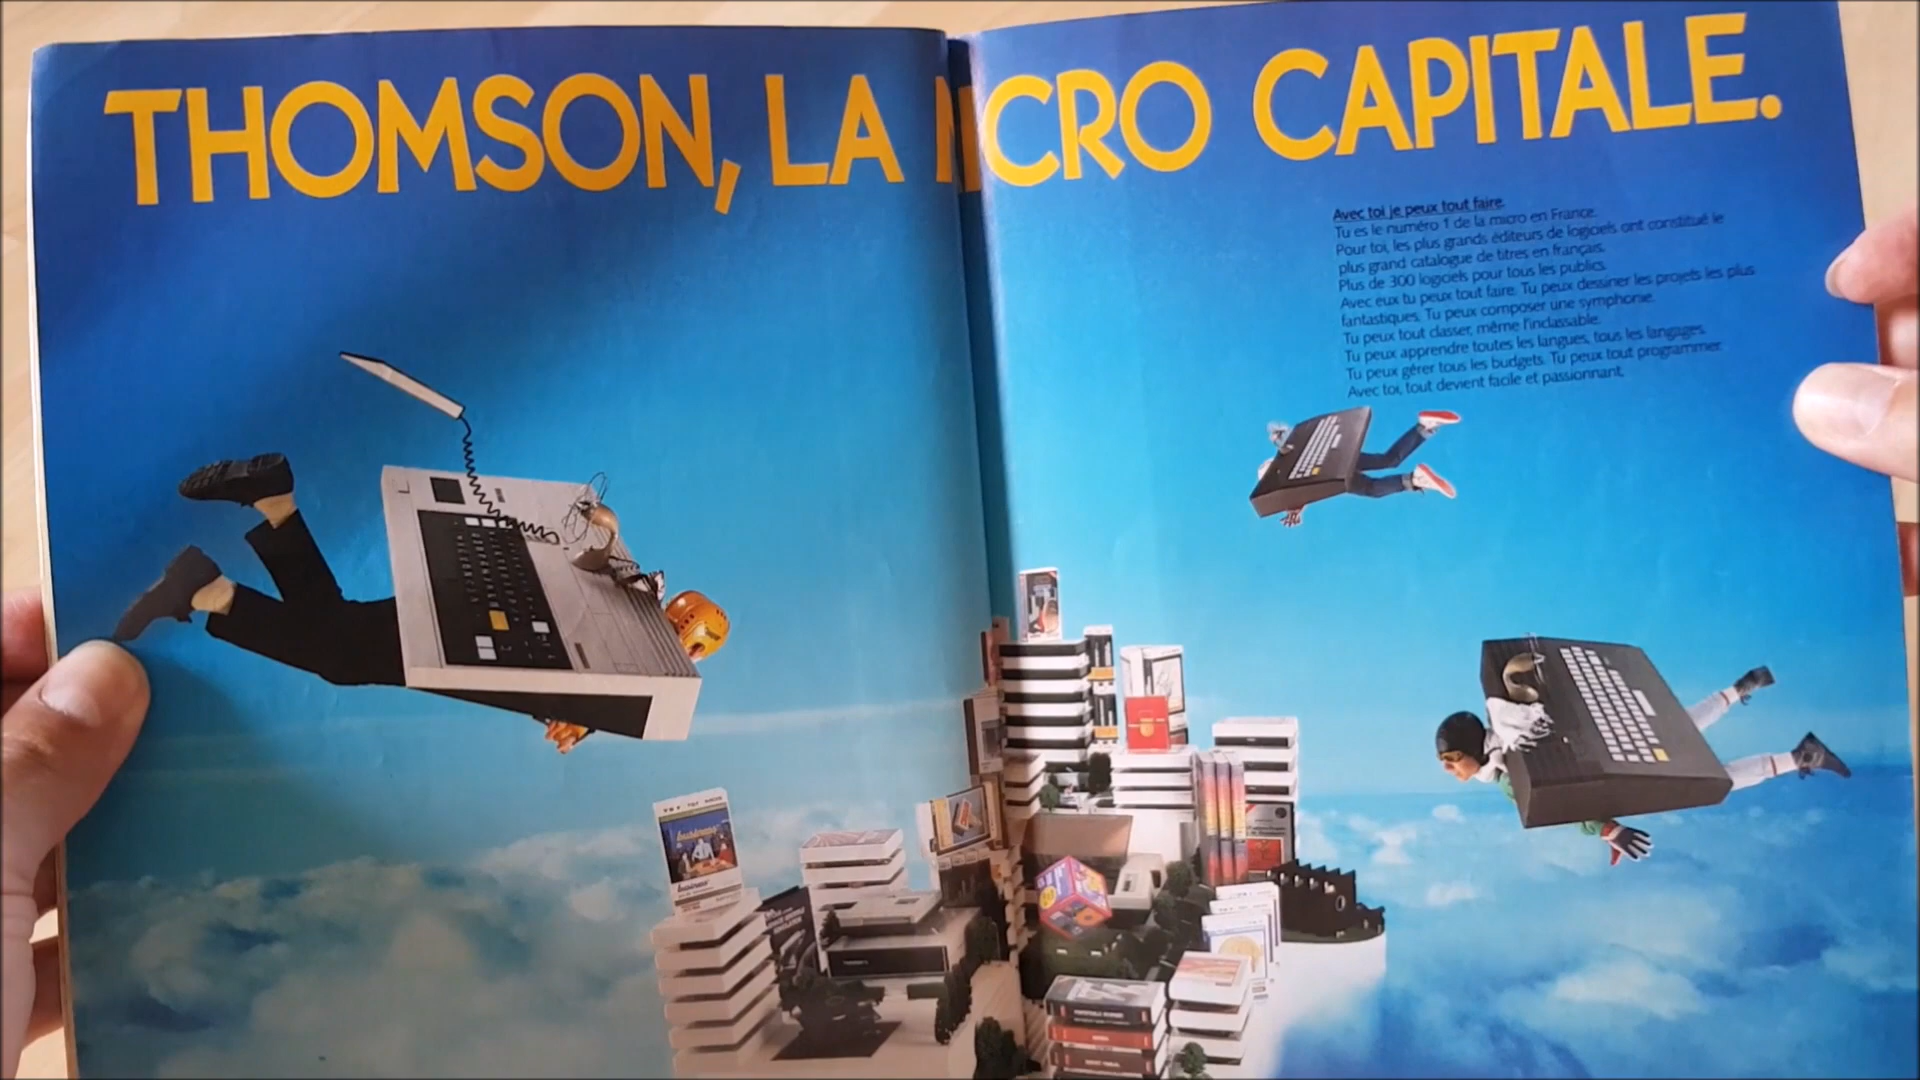 THOMSON, LA MICRO CAPITALE.
Avec toi je peux tout faire.
Tu es le numéro 1 de la micro en France.
Pour toi, les plus grands éditeurs de logiciels ont constitué le
plus grand catalogue de titres en français.
Plus de 300 logiciels pour tous les publics.
Avec eux tu peux tout faire. Tu peux dessiner les projets les plus
fantastiques. Tu peux composer une symphonie.
Tu peux tout classer, même l'inclassable.
Tu peux apprendre toutes les langues, tous les langages.
Tu peux gérer tous les budgets. Tu peux tout programmer.
Avec toi, tout devient facile et passionnant.